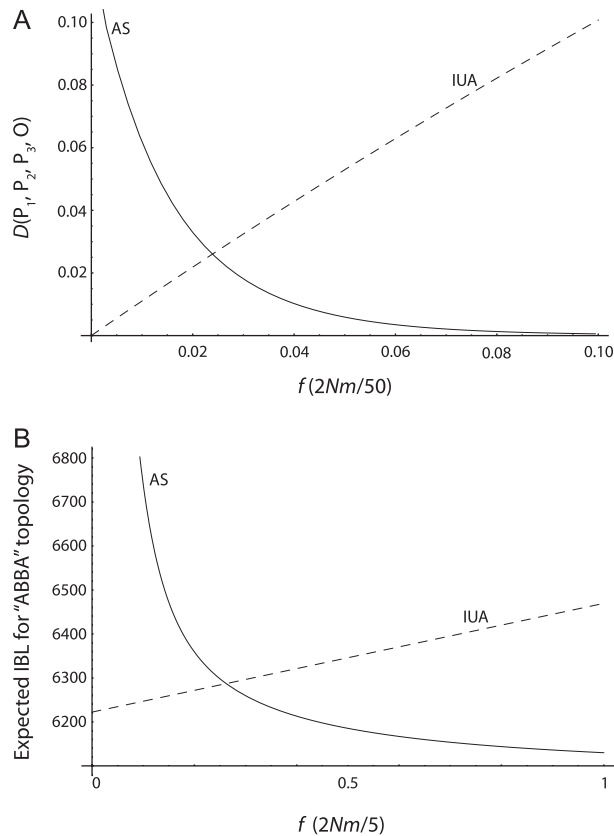 A
AS
IUA
D(P1, P2, P3, O)
0.10
0.08
0.06
0.04
0.02
0.02 0.04 0.06 0.08 0.10
f (2Nm/50)
B
AS
IUA
Expected IBL for "ABBA" topology
6800
6700
6600
6500
6400
6300
6200
0 0.5 1
f (2Nm/5)